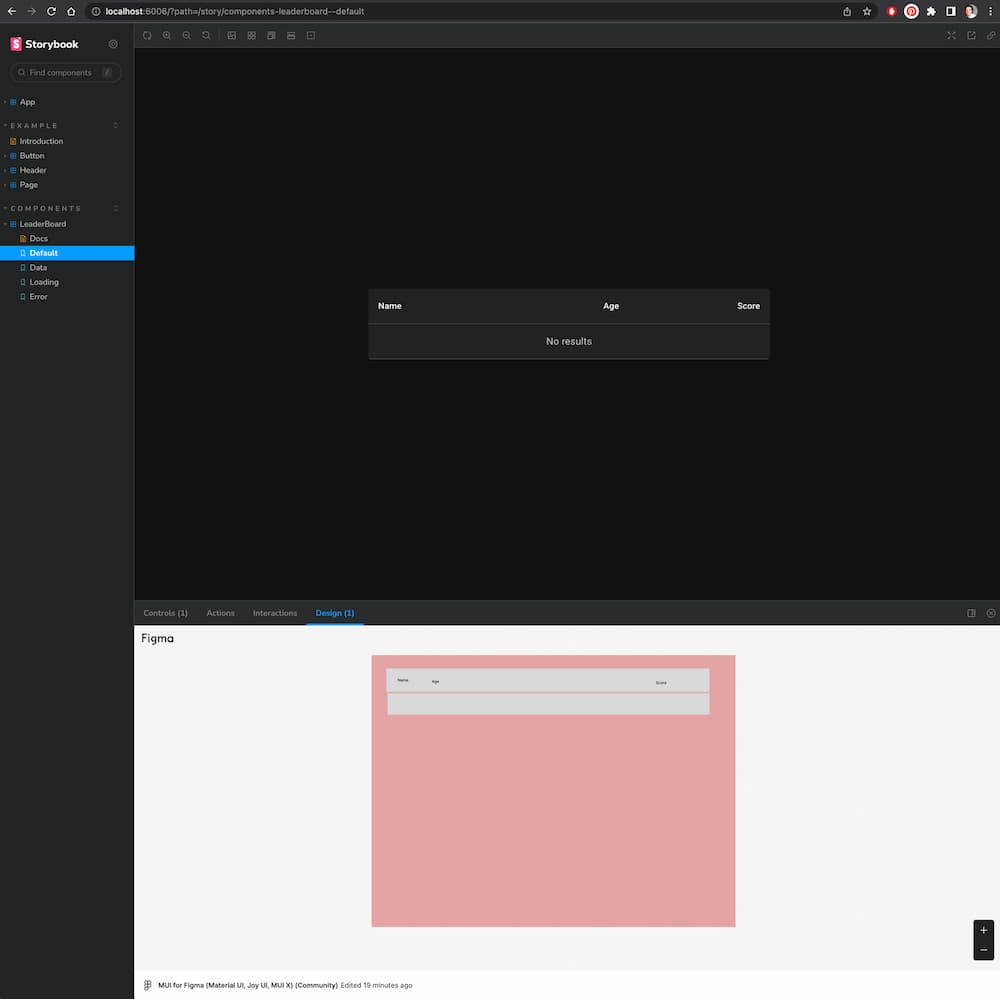 localhost:6006/?path=/story/components-leaderboard--default
Storybook
Find components /
App
EXAMPLE
Introduction
Button
Header
Page
COMPONENTS
LeaderBoard
Docs
Default
Data
Loading
Error
Name Age Score
No results
Controls (1) Actions Interactions Design (1)
Figma
Name Age Score
MUI for Figma (Material UI, Joy UI, MUI X) (Community) Edited 19 minutes ago